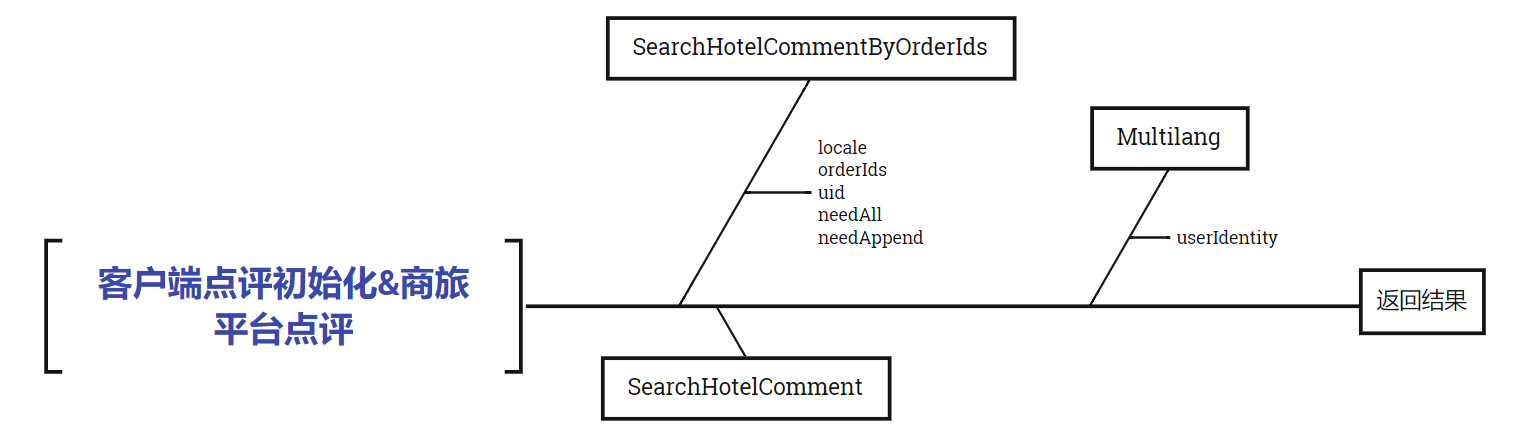 SearchHotelCommentByOrderIds
Multilang
locale
orderIds
uid
needAll
needAppend
userIdentity
客户端点评初始化&商旅
平台点评
返回结果
SearchHotelComment